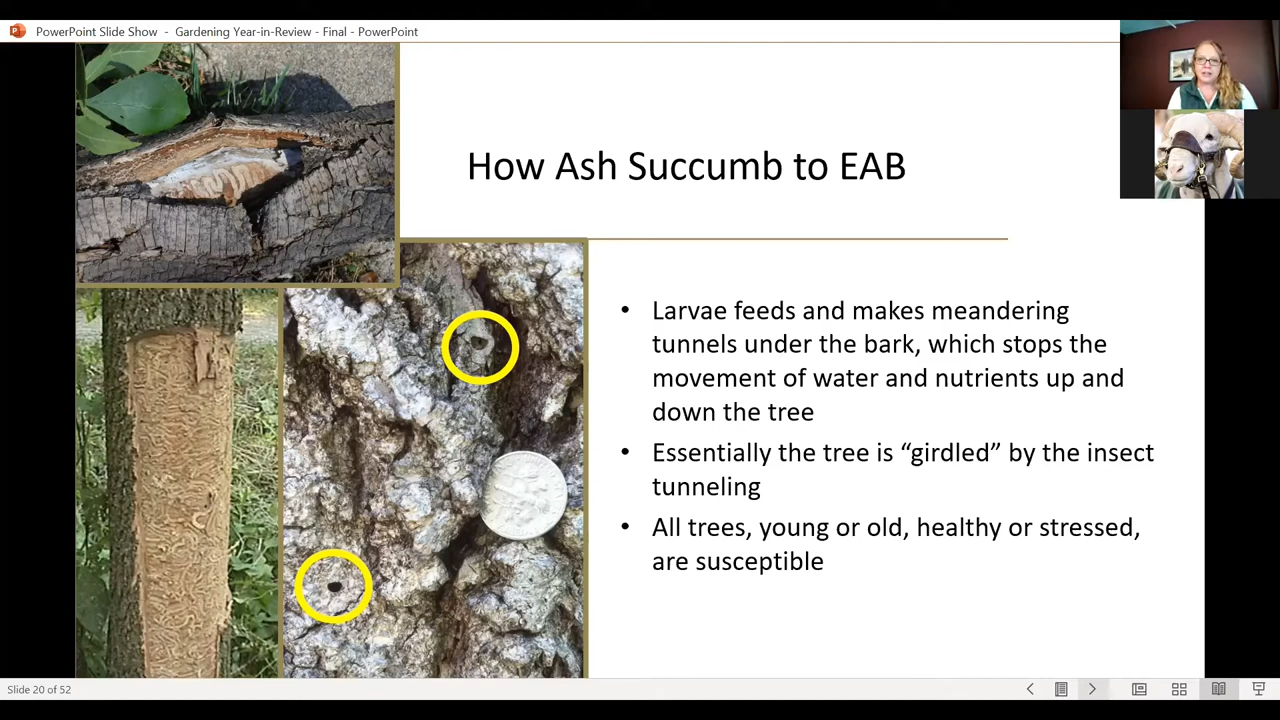 PowerPoint Slide Show - Gardening Year-in-Review - Final - PowerPoint
How Ash Succumb to EAB
• Larvae feeds and makes meandering
tunnels under the bark, which stops the
movement of water and nutrients up and
down the tree
• Essentially the tree is “girdled” by the insect
tunneling
• All trees, young or old, healthy or stressed,
are susceptible
Slide 20 of 52